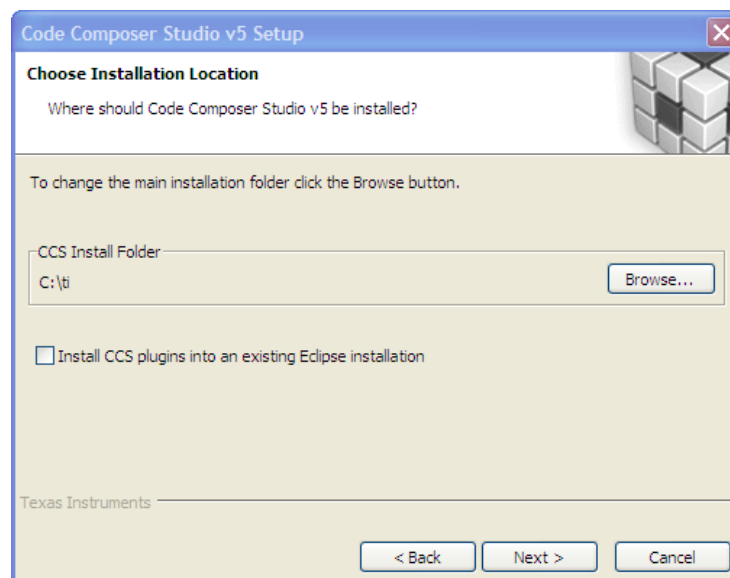 Code Composer Studio v5 Setup
Choose Installation Location
Where should Code Composer Studio v5 be installed?
To change the main installation folder click the Browse button.
CCS Install Folder
C:\ti
Browse...
Install CCS plugins into an existing Eclipse installation
Texas Instruments
< Back
Next >
Cancel